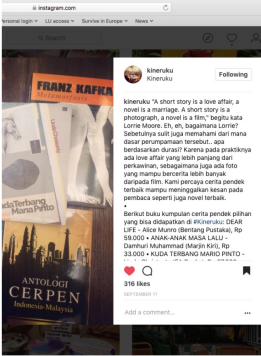 instagram.com
Personal login
LU access
Survive in Europe
News
Search
kineruku
Following
kineruku "A short story is a love affair, a
novel is a marriage. A short story is a
photograph, a novel is a film," begitu kata
Lorrie Moore. Eh, eh, bagaimana Lorrie?
Sebetulnya sulit juga memahami dari mana
dasar perumpamaan tersebut.. apa
berdasarkan durasi? Karena pada praktiknya
ada love affair yang lebih panjang dari
perkawinan, sebagaimana juga ada foto
yang mampu bercerita lebih banyak
daripada film. Kami percaya cerita pendek
terbaik mampu meninggalkan kesan pada
pembaca seperti juga novel terbaik.
•
Berikut buku kumpulan cerita pendek pilihan
yang bisa didapatkan di #Kineruku: DEAR
LIFE - Alice Munro (Bentang Pustaka), Rp
59.000 • ANAK-ANAK MASA LALU -
Damhuri Muhammad (Marjin Kiri), Rp
33.000 • KUDA TERBANG MARIO PINTO -
316 likes
SEPTEMBER 11
Add a comment...
FRANZ KAFKA
uda Terbang
Maria Pinto
ANTOLOGI
CERPEN
Indonesia-Malaysia